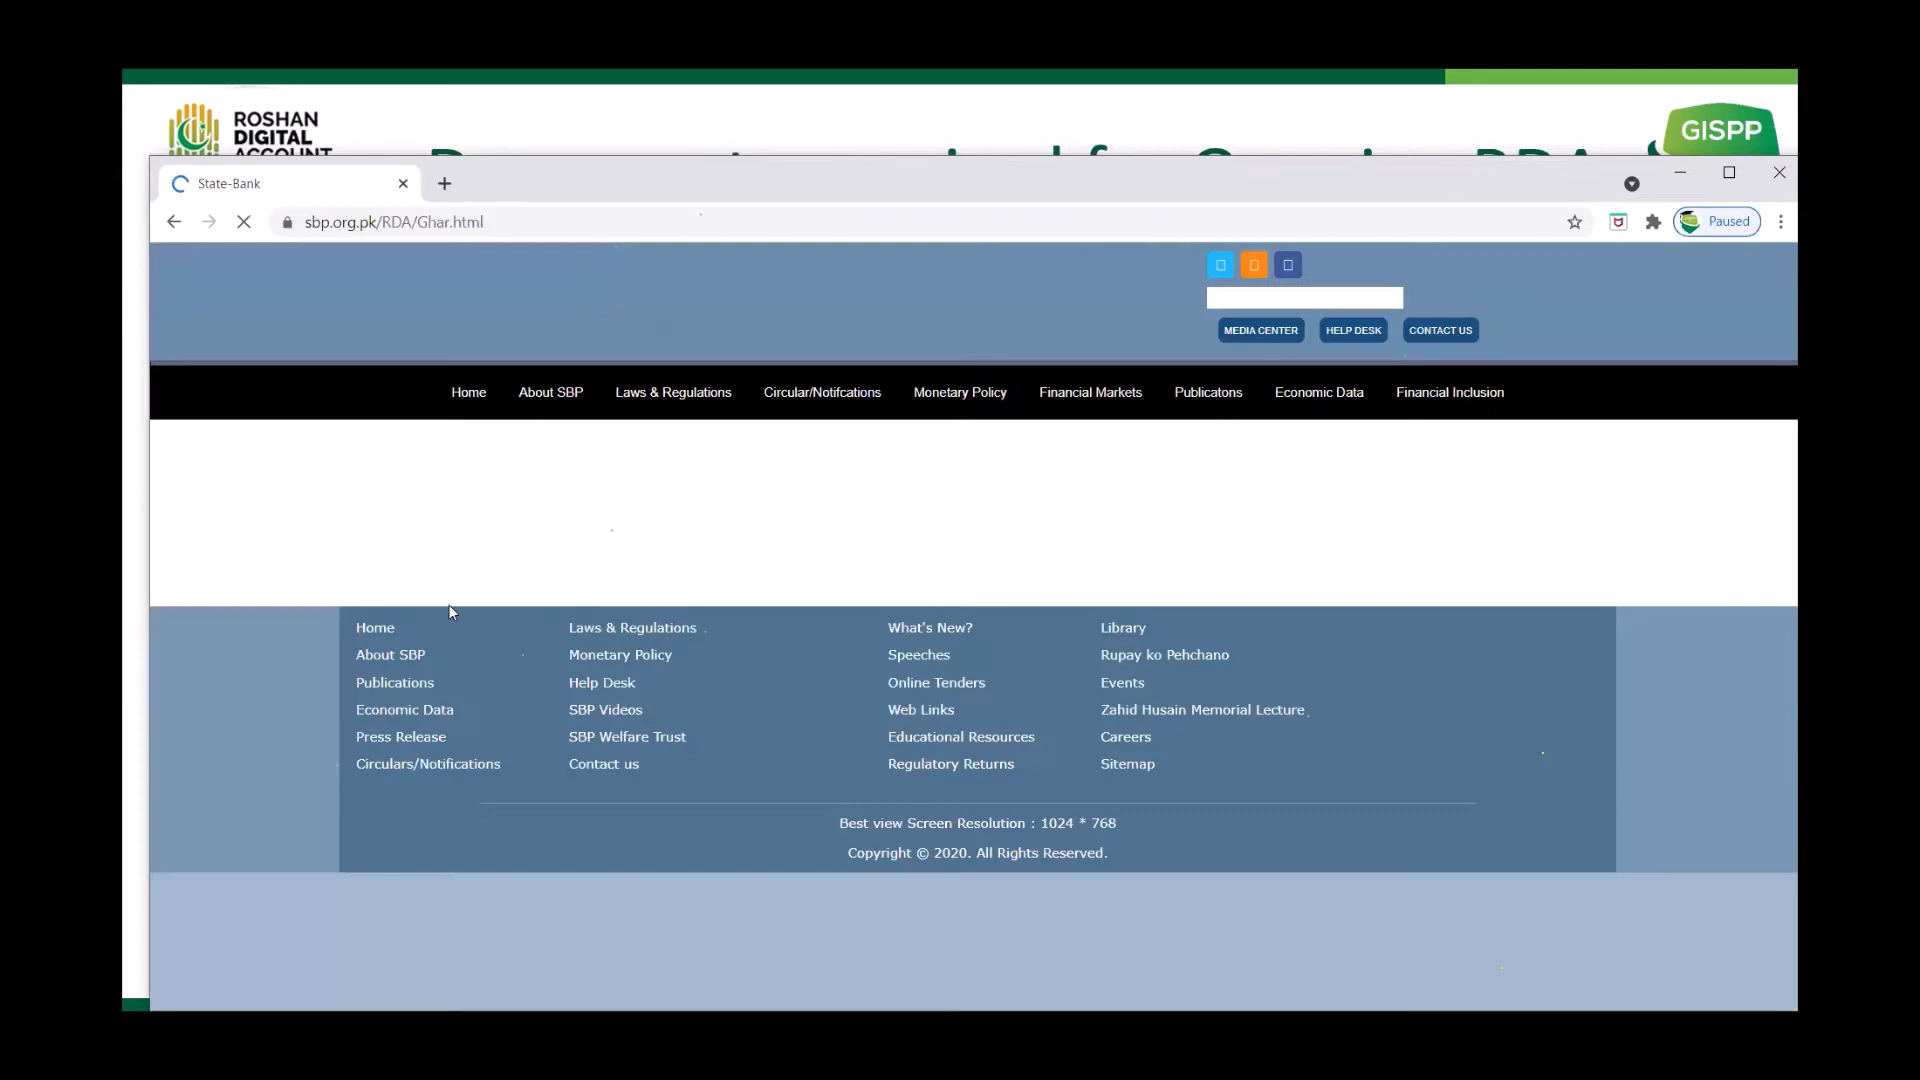 ROSHAN
DIGITAL
ACCOUNT
GISPP
State-Bank
sbp.org.pk/RDA/Ghar.html
Paused
MEDIA CENTER HELP DESK CONTACT US
Home About SBP Laws & Regulations Circular/Notifcations Monetary Policy Financial Markets Publicatons Economic Data Financial Inclusion
Home Laws & Regulations What's New? Library
About SBP Monetary Policy Speeches Rupay ko Pehchano
Publications Help Desk Online Tenders Events
Economic Data SBP Videos Web Links Zahid Husain Memorial Lecture
Press Release SBP Welfare Trust Educational Resources Careers
Circulars/Notifications Contact us Regulatory Returns Sitemap
Best view Screen Resolution : 1024 * 768
Copyright © 2020. All Rights Reserved.